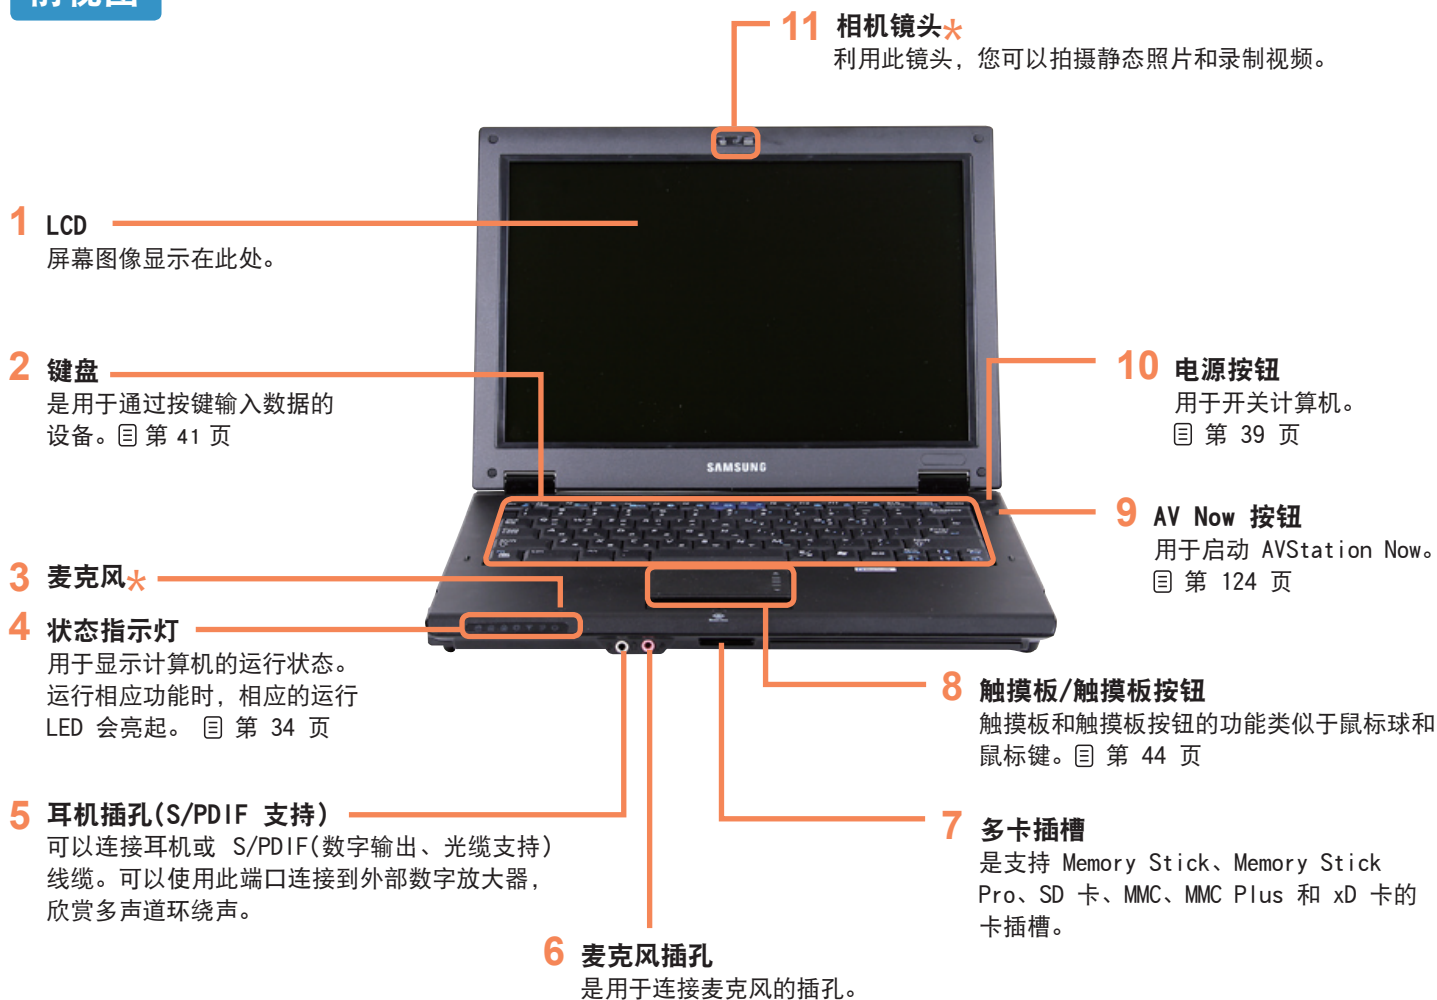 前视图
11 相机镜头*
利用此镜头，您可以拍摄静态照片和录制视频。
1 LCD
屏幕图像显示在此处。
2 键盘
是用于通过按键输入数据的
设备。第 41 页
10 电源按钮
用于开关计算机。
第 39 页
SAMSUNG
9 AV Now 按钮
用于启动 AVStation Now。
第 124 页
3 麦克风*
4 状态指示灯
用于显示计算机的运行状态。
运行相应功能时，相应的运行
LED 会亮起。 第 34 页
8 触摸板/触摸板按钮
触摸板和触摸板按钮的功能类似于鼠标球和
鼠标键。 第 44 页
5 耳机插孔(S/PDIF 支持)
可以连接耳机或 S/PDIF(数字输出、光缆支持)
线缆。可以使用此端口连接到外部数字放大器，
欣赏多声道环绕声。
7 多卡插槽
是支持 Memory Stick、Memory Stick
Pro、SD 卡、MMC、MMC Plus 和 xD 卡的
卡插槽。
6 麦克风插孔
是用于连接麦克风的插孔。